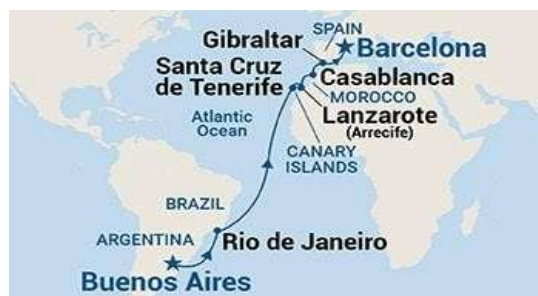 SPAIN
Gibraltar
Barcelona
Santa Cruz
de Tenerife
Casablanca
MOROCCO
Lanzarote
(Arrecife)
Atlantic
Ocean
CANARY
ISLANDS
BRAZIL
ARGENTINA
Rio de Janeiro
Buenos Aires